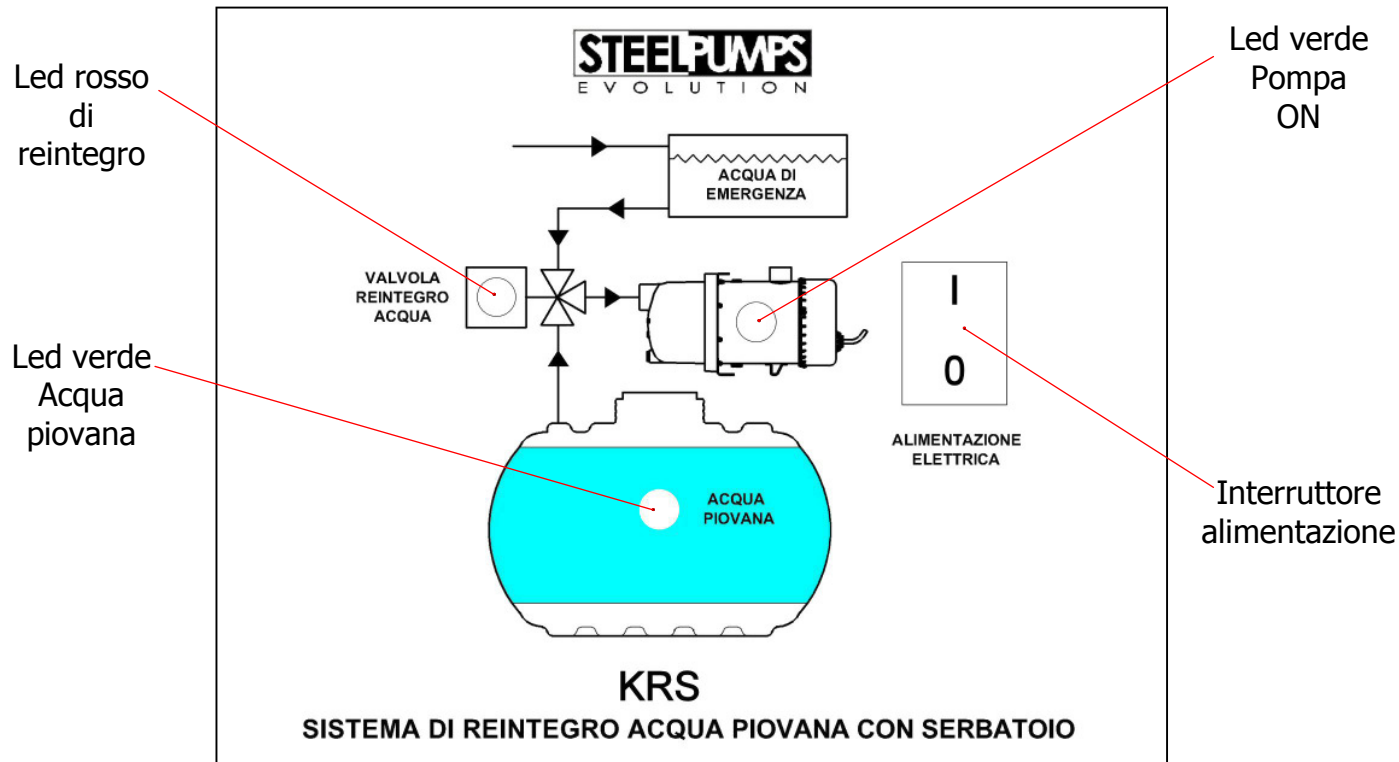 STEELPUMPS
EVOLUTION
Led rosso
di
reintegro
Led verde
Pompa
ON
ACQUA DI
EMERGENZA
VALVOLA
REINTEGRO
ACQUA
I
0
Led verde
Acqua
piovana
ALIMENTAZIONE
ELETTRICA
ACQUA
PIOVANA
Interruttore
alimentazione
KRS
SISTEMA DI REINTEGRO ACQUA PIOVANA CON SERBATOIO